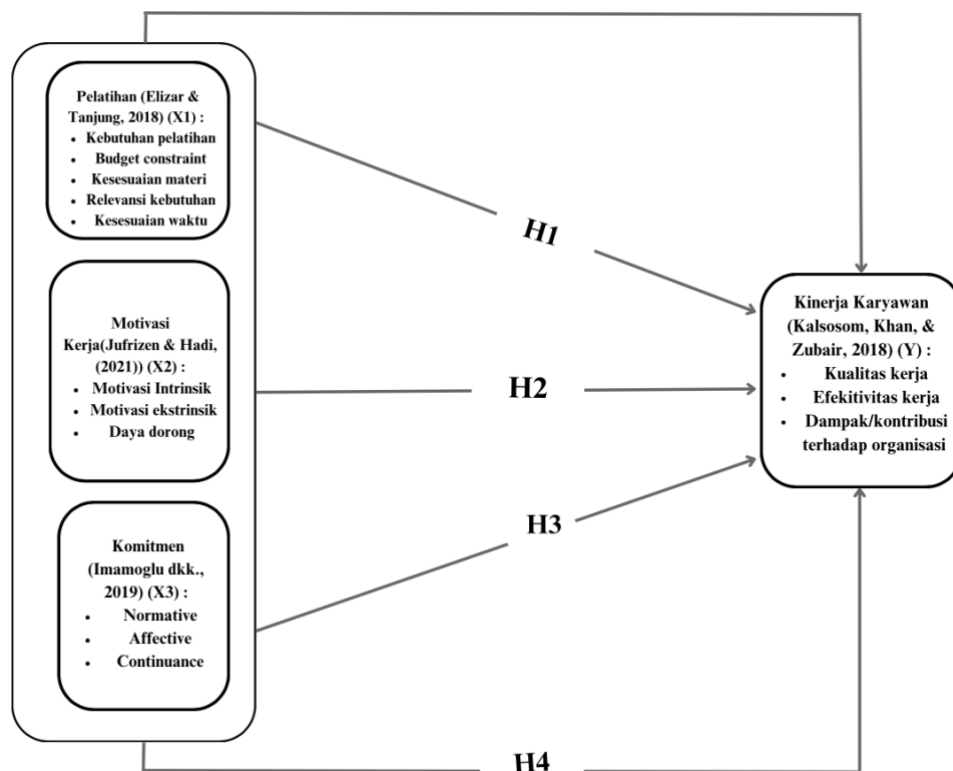 Pelatihan (Elizar &
Tanjung, 2018) (X1) :
• Kebutuhan pelatihan
• Budget constraint
• Kesesuaian materi
• Relevansi kebutuhan
• Kesesuaian waktu
H1
Motivasi
Kerja(Jufrizen & Hadi,
(2021)) (X2) :
• Motivasi Intrinsik
• Motivasi ekstrinsik
• Daya dorong
H2
Kinerja Karyawan
(Kalsosom, Khan, &
Zubair, 2018) (Y) :
• Kualitas kerja
• Efekitivitas kerja
• Dampak/kontribusi
terhadap organisasi
H3
Komitmen
(Imamoglu dkk.,
2019) (X3) :
• Normative
• Affective
• Continuance
H4